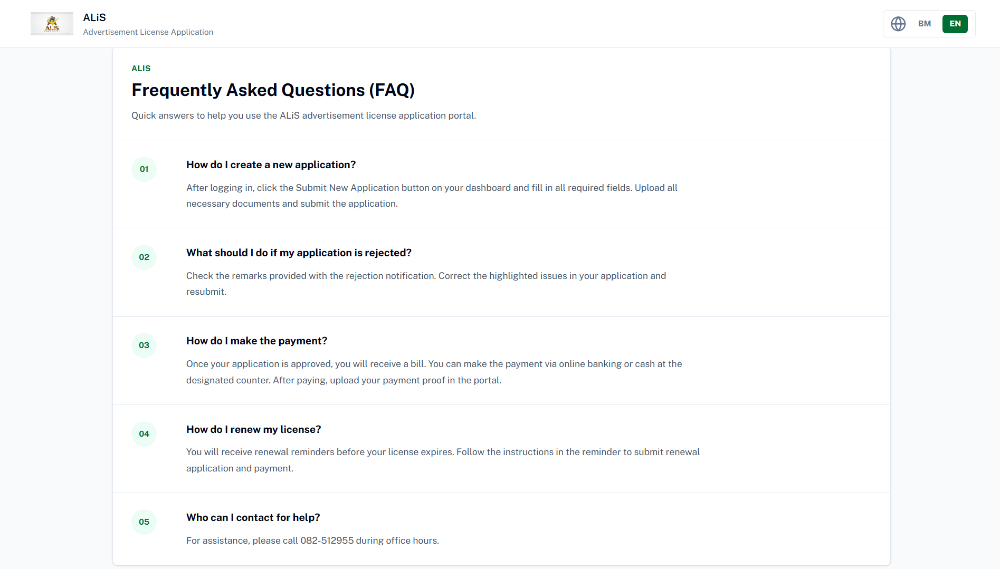 ALIS
ALiS
Advertisement License Application
BM
EN
ALIS
Frequently Asked Questions (FAQ)
Quick answers to help you use the ALiS advertisement license application portal.
01
How do I create a new application?
After logging in, click the Submit New Application button on your dashboard and fill in all required fields. Upload all
necessary documents and submit the application.
02
What should I do if my application is rejected?
Check the remarks provided with the rejection notification. Correct the highlighted issues in your application and
resubmit.
03
How do I make the payment?
Once your application is approved, you will receive a bill. You can make the payment via online banking or cash at the
designated counter. After paying, upload your payment proof in the portal.
04
How do I renew my license?
You will receive renewal reminders before your license expires. Follow the instructions in the reminder to submit renewal
application and payment.
05
Who can I contact for help?
For assistance, please call 082-512955 during office hours.